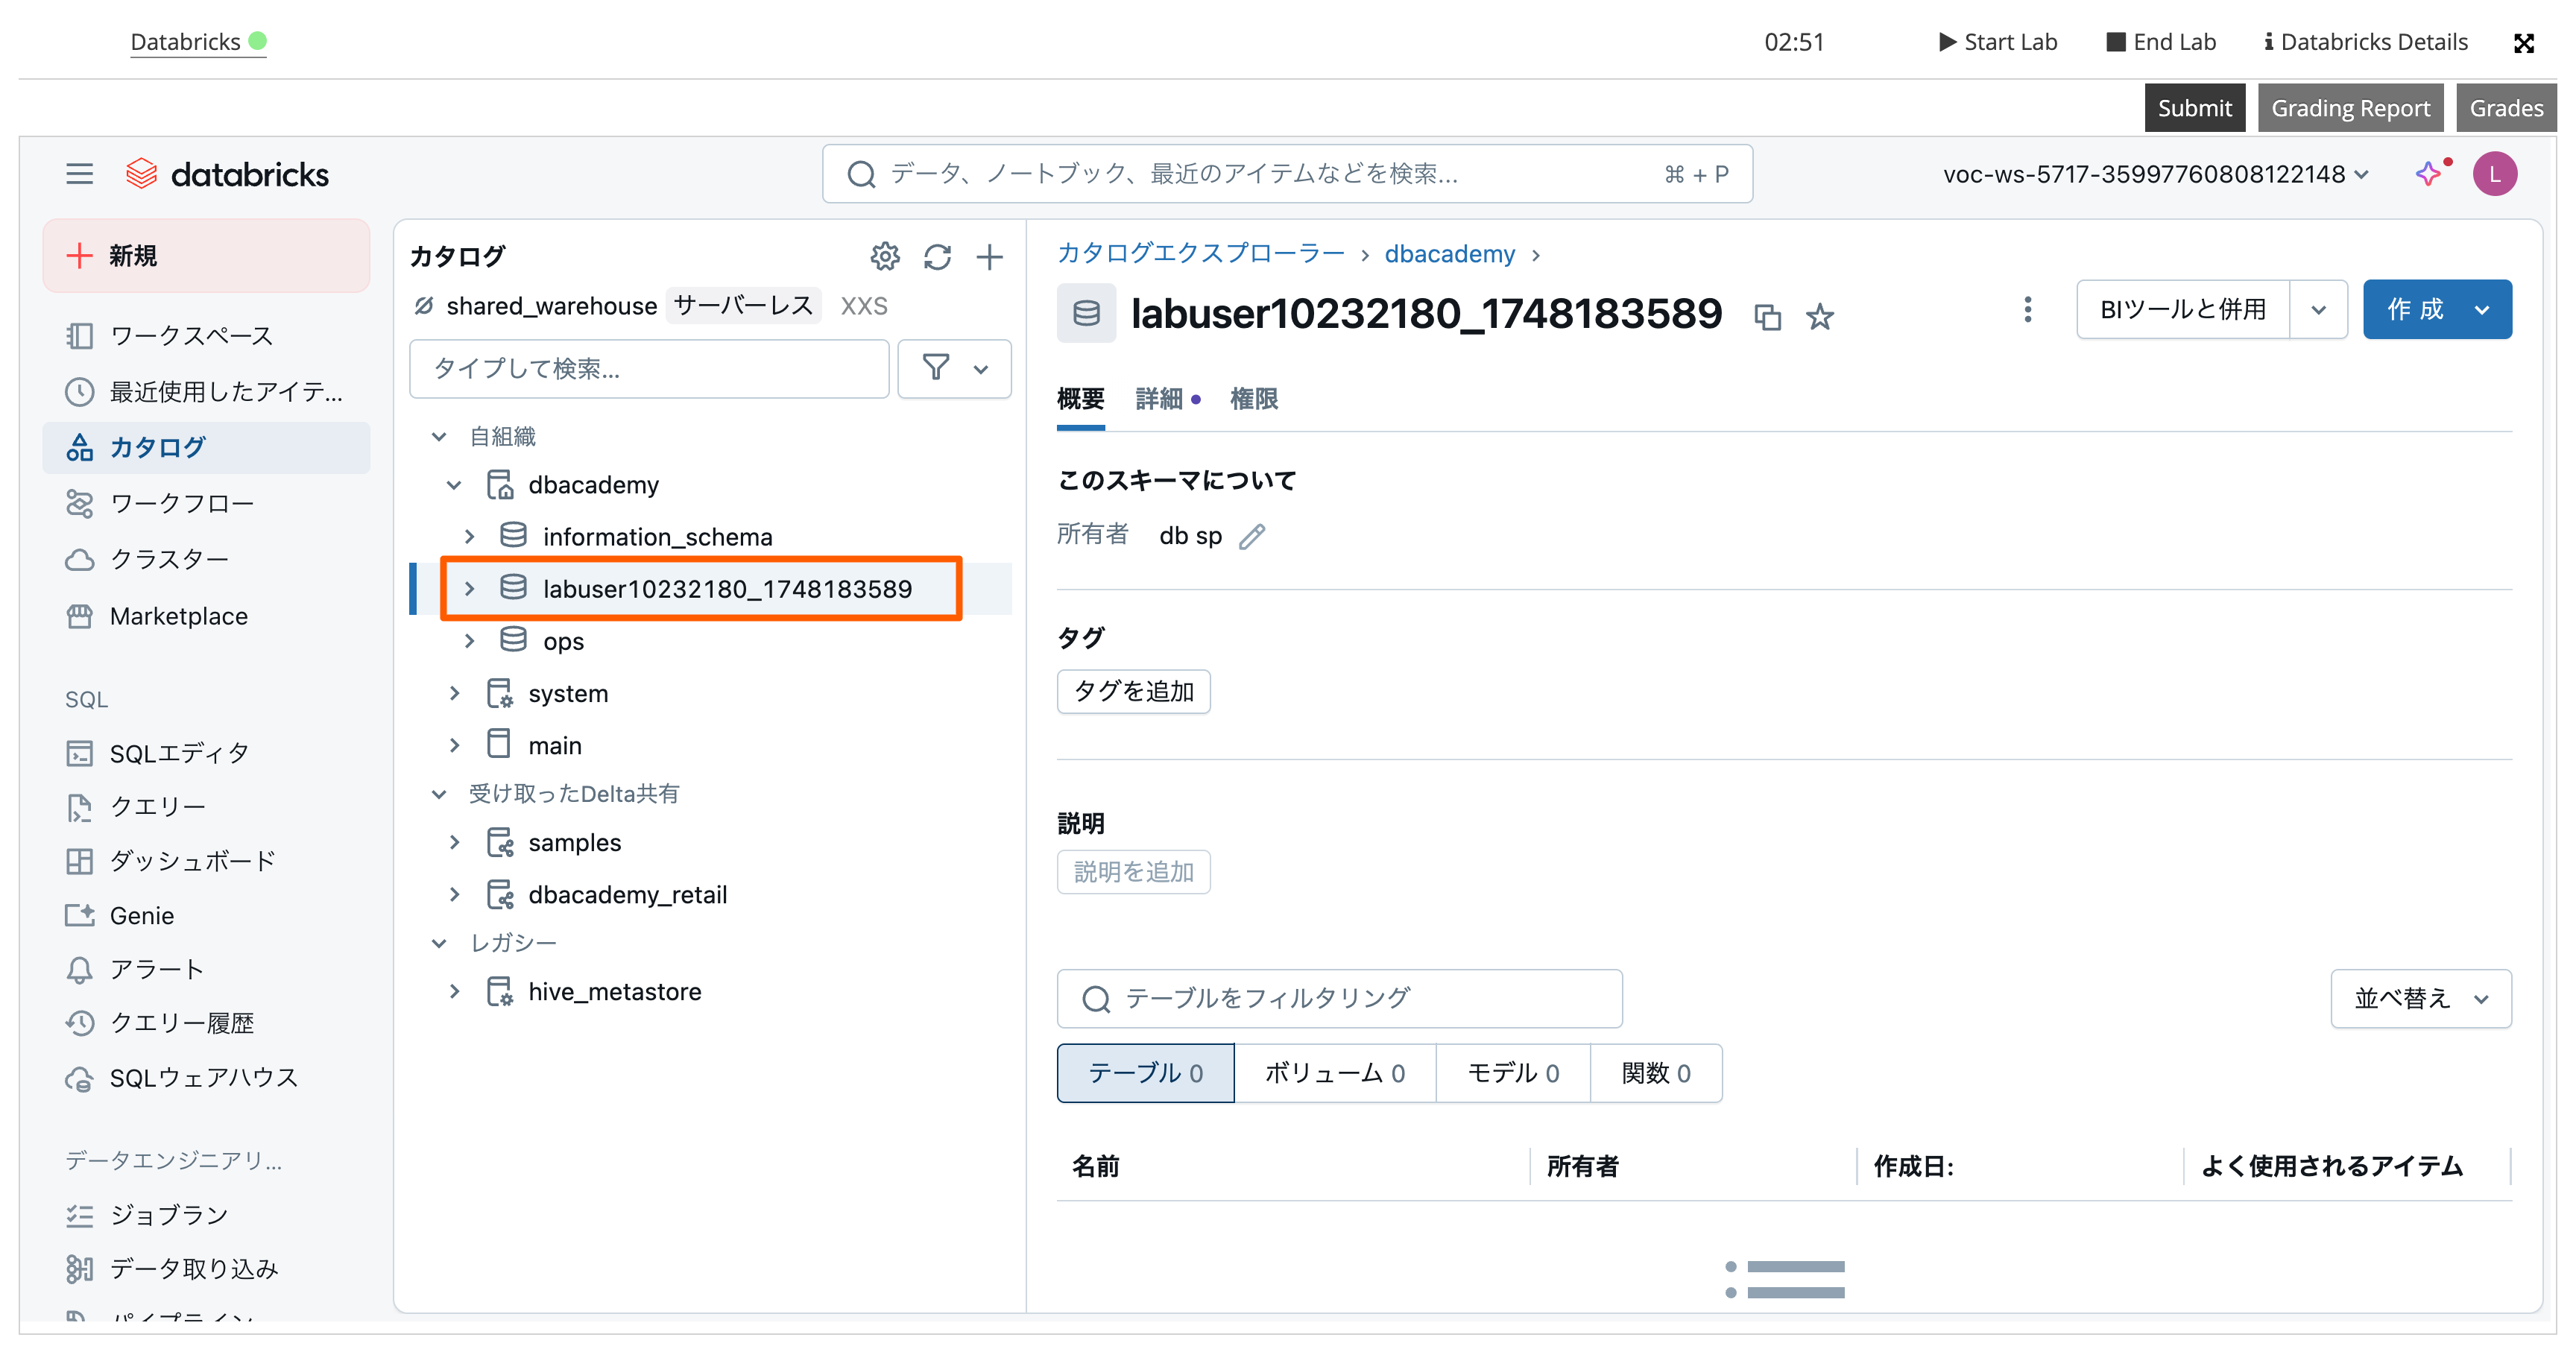 Databricks
02:51
Start Lab
End Lab
Databricks Details
Submit
Grading Report
Grades
databricks
データ、ノートブック、最近のアイテムなどを検索...
⌘ + P
voc-ws-5717-35997760808122148
L
新規
ワークスペース
最近使用したアイテ...
カタログ
ワークフロー
クラスター
Marketplace
SQL
SQLエディタ
クエリー
ダッシュボード
Genie
アラート
クエリー履歴
SQLウェアハウス
データエンジニアリ...
ジョブラン
データ取り込み
パイプライン
カタログ
shared_warehouse サーバーレス XXS
タイプして検索...
自組織
dbacademy
information_schema
labuser10232180_1748183589
ops
system
main
受け取ったDelta共有
samples
dbacademy_retail
レガシー
hive_metastore
カタログエクスプローラー › dbacademy ›
labuser10232180_1748183589
BIツールと併用
作成
概要
詳細
権限
このスキーマについて
所有者 db sp
タグ
タグを追加
説明
説明を追加
テーブルをフィルタリング
並べ替え
テーブル 0
ボリューム 0
モデル 0
関数 0
名前
所有者
作成日:
よく使用されるアイテム